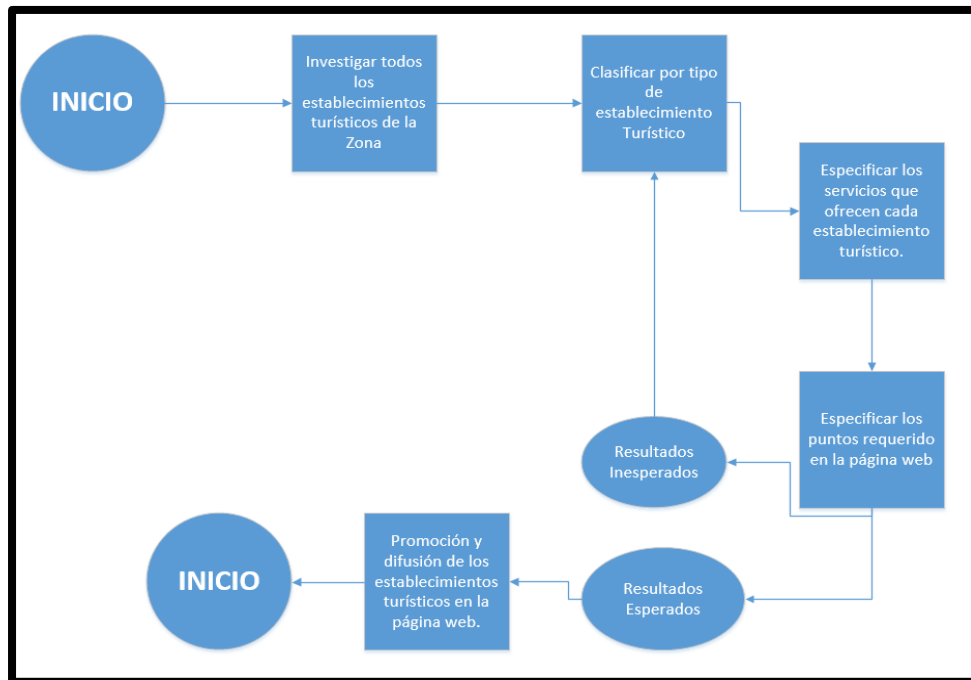 INICIO
Investigar todos
los
establecimientos
turísticos de la
Zona
Clasificar por tipo
de
establecimiento
Turístico
Especificar los
servicios que
ofrecen cada
establecimiento
turístico.
Especificar los
puntos requerido
en la página web
Resultados
Inesperados
Resultados
Esperados
Promoción y
difusión de los
establecimientos
turísticos en la
página web.
INICIO